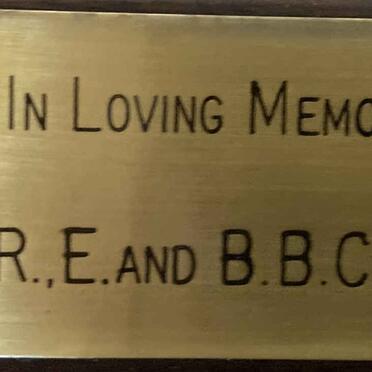 IN LOVING MEMO
R., E. AND B. B. C